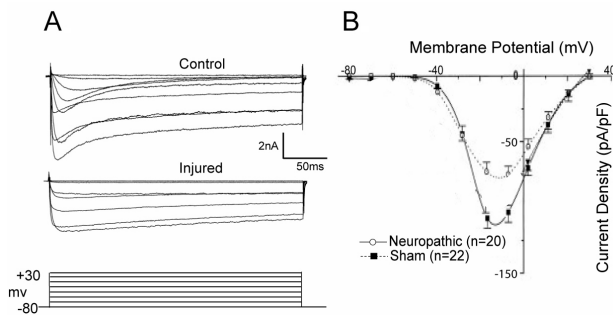 A
Control
2nA
50ms
Injured
+30
mv
-80
B
Membrane Potential (mV)
-80 -40 0 40
-50
Neuropathic (n=20)
Sham (n=22)
-150
Current Density (pA/pF)